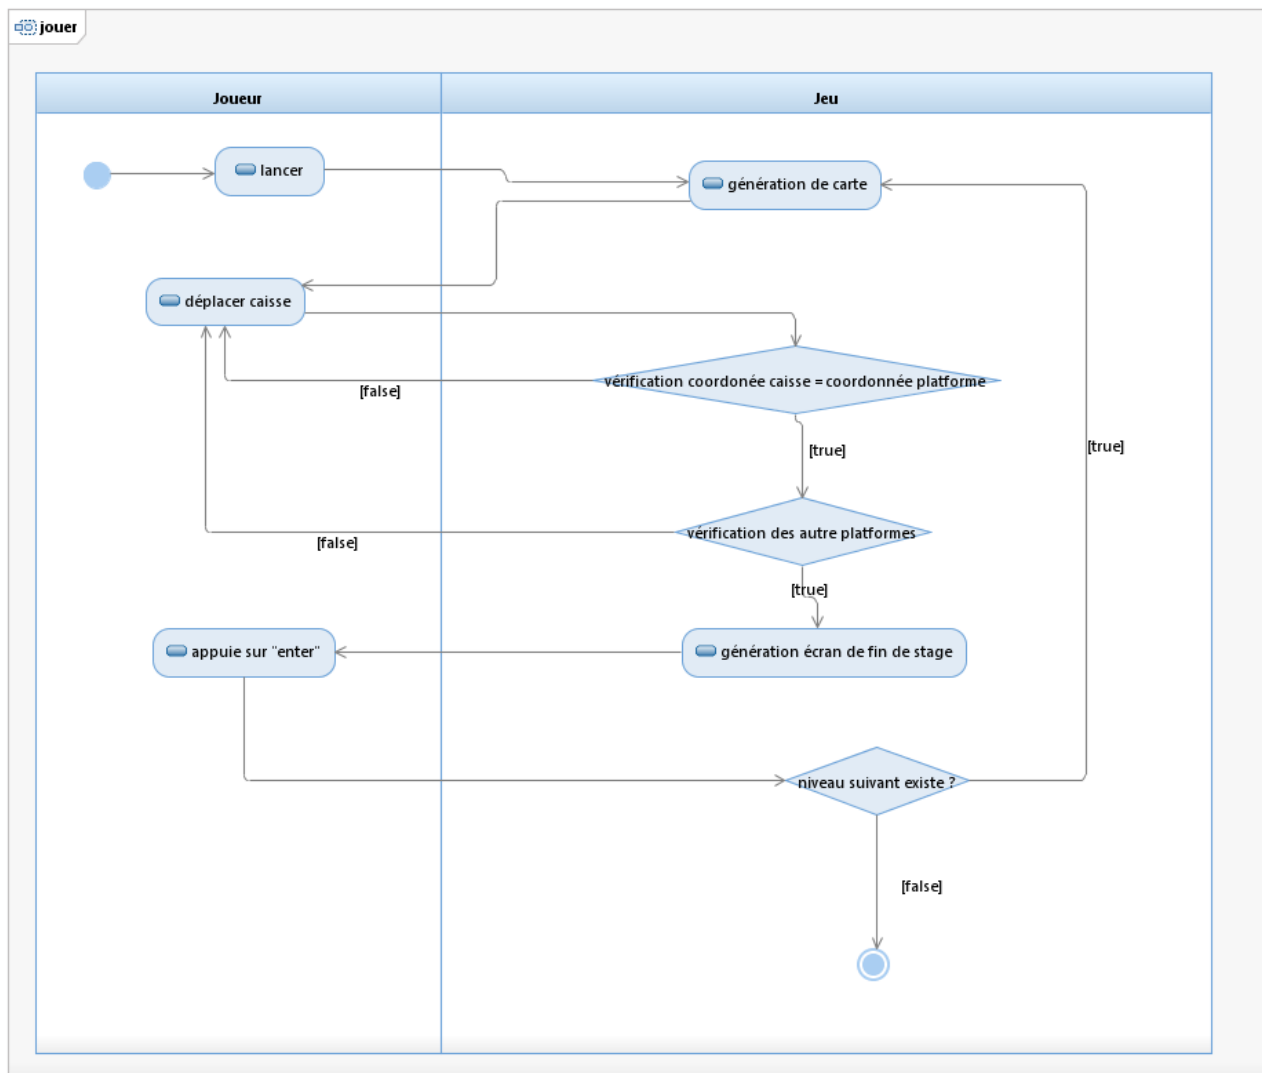 jouer
Joueur
Jeu
lancer
génération de carte
déplacer caisse
vérification coordonée caisse = coordonnée platforme
[false]
[true]
[true]
vérification des autre platformes
[false]
[true]
appuie sur "enter"
génération écran de fin de stage
niveau suivant existe ?
[false]